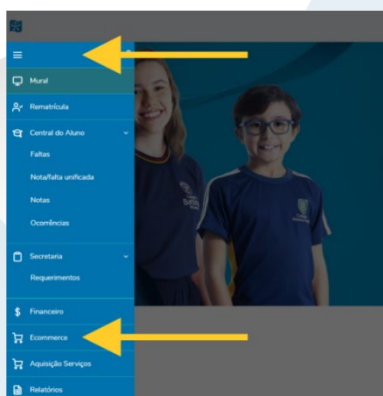 Mural
Rematrícula
Central do Aluno
Faltas
Nota/falta unificada
Notas
Ocorrências
Secretaria
Requerimentos
Financeiro
Ecommerce
Aquisição Serviços
Relatórios